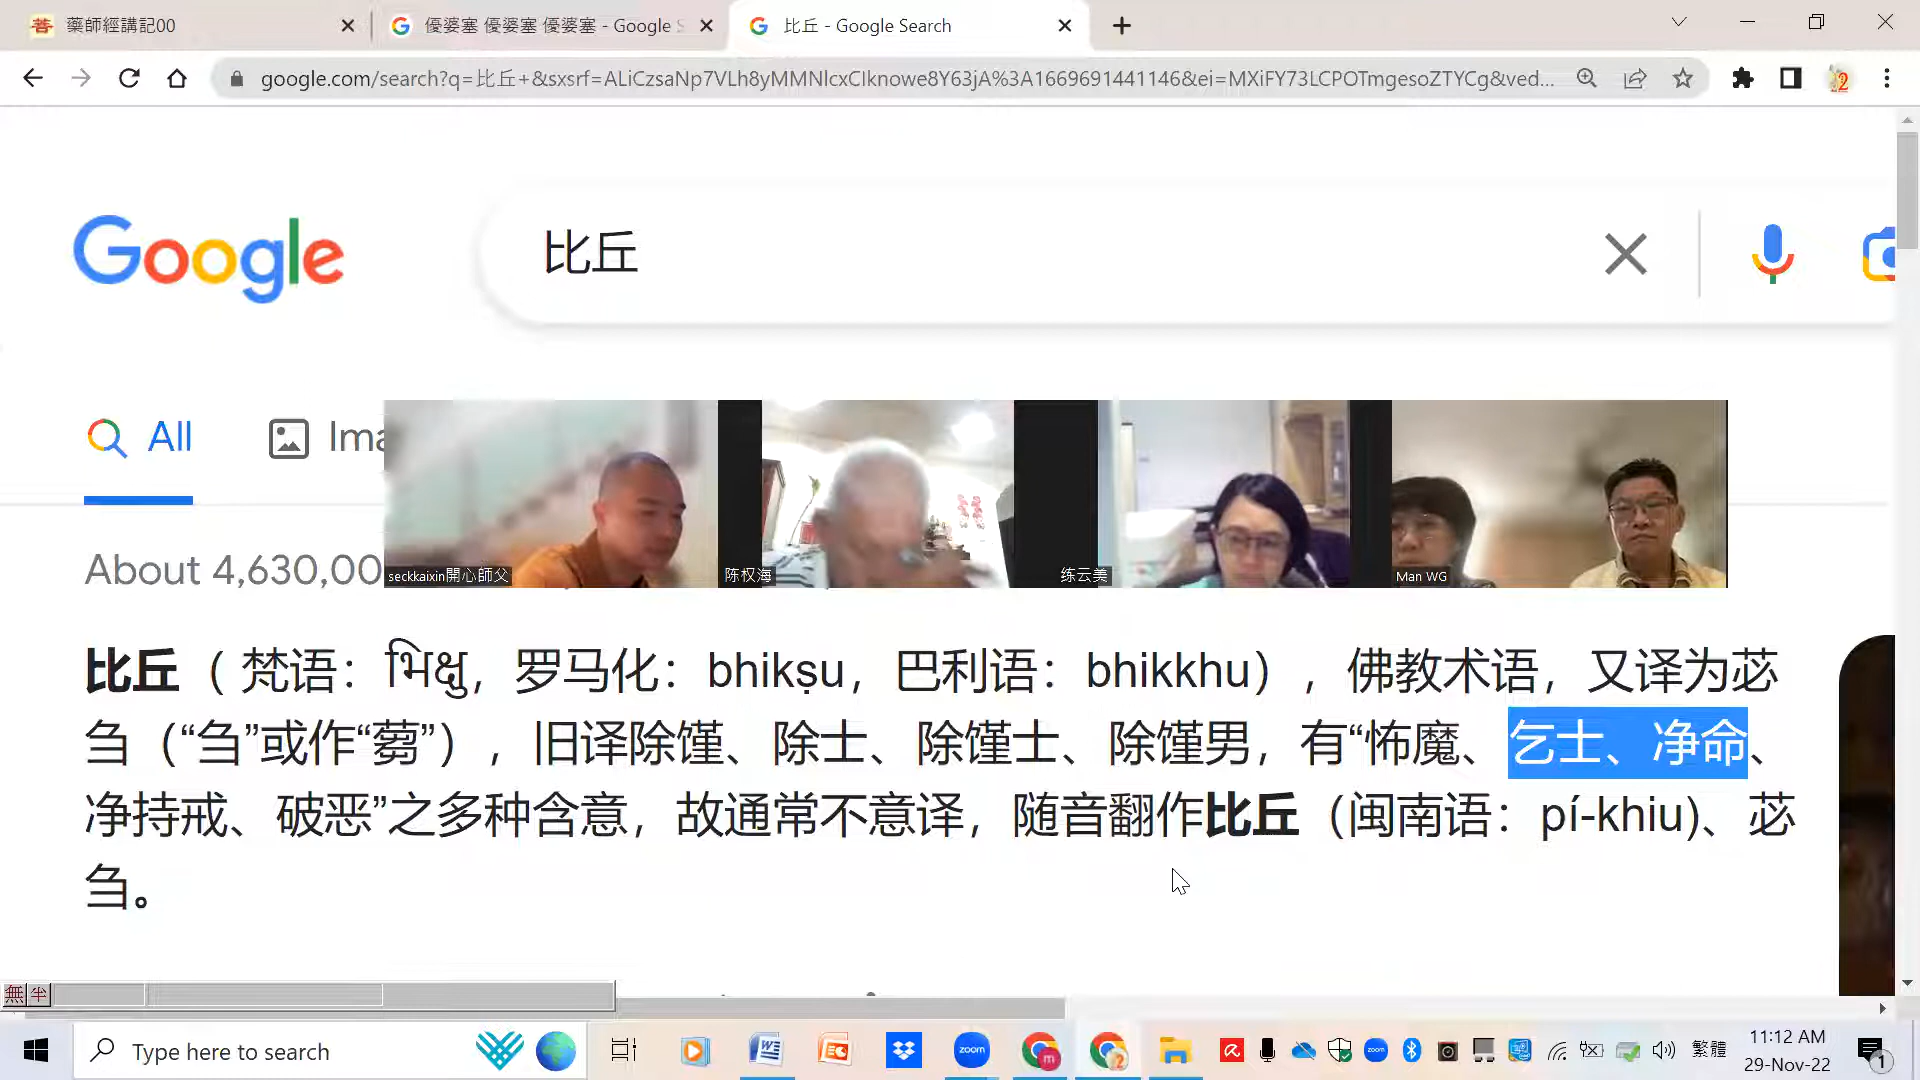 藥師經講記00
優婆塞 優婆塞 優婆塞 - Google S
比丘 - Google Search
google.com/search?q=比丘+&sxsrf=ALiCzsaNp7VLh8yMMNlcxCIknowe8Y63jA%3A1669691441146&ei=MXiFY73LCPOTmgesoZTYCg&ved...
Google
比丘
All
Ima
About 4,630,00
seckkaixin開心師父
陈权海
练云美
Man WG
比丘（ 梵语：भिक्षु，罗马化：bhikṣu，巴利语：bhikkhu），佛教术语，又译为苾
刍（“刍”或作“蒭”），旧译除馑、除士、除馑士、除馑男，有“怖魔、乞士、净命、
净持戒、破恶”之多种含意，故通常不意译，随音翻作比丘（闽南语：pí-khiu)、苾
刍。
無 半
Type here to search
zoom
zoom
繁體
11:12 AM
29-Nov-22
1